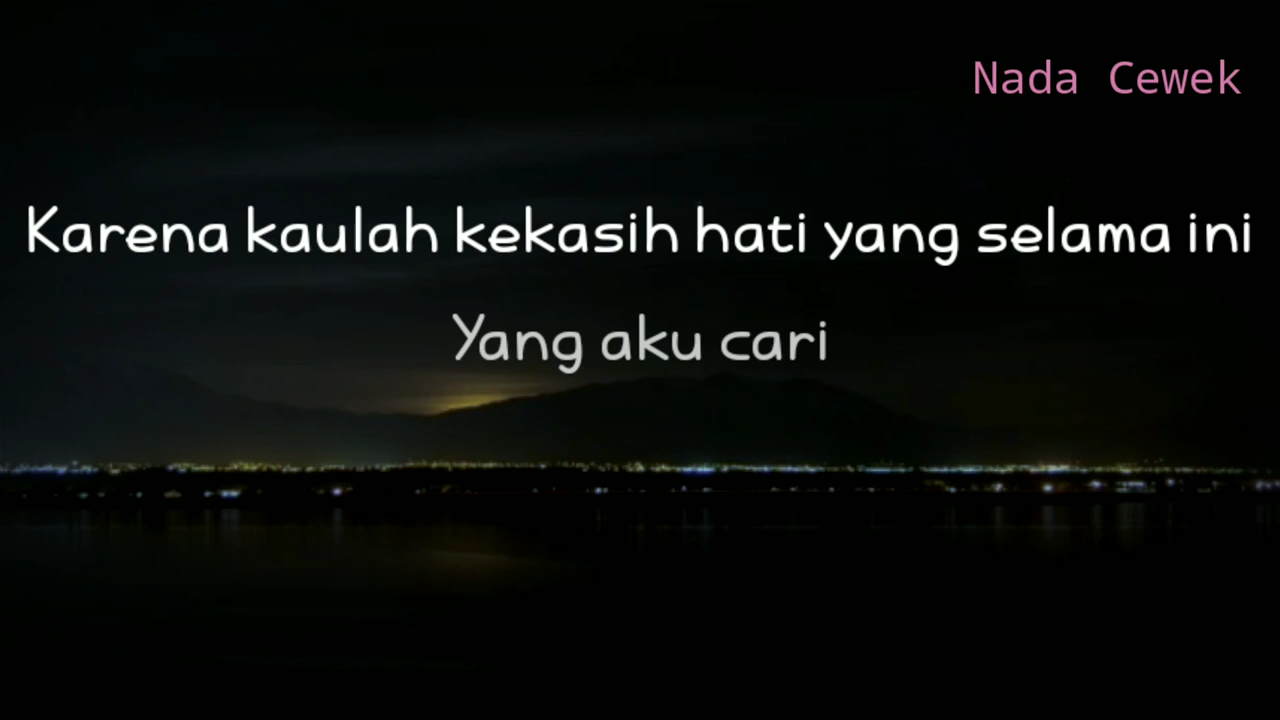 Nada Cewek
Karena kaulah kekasih hati yang selama ini
Yang aku cari